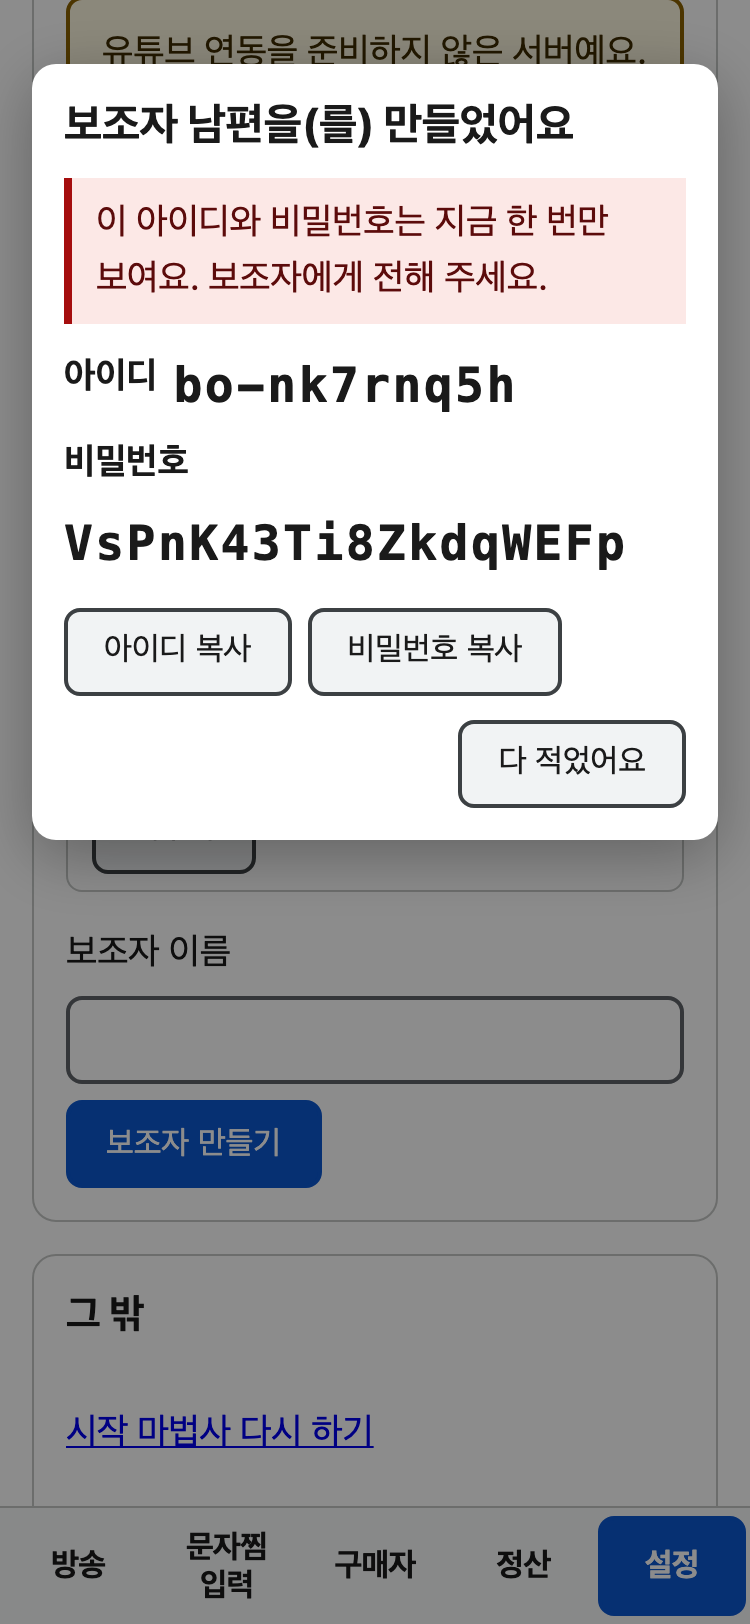 유튜브 연동을 준비하지 않은 서버예요.
보조자 남편을(를) 만들었어요
이 아이디와 비밀번호는 지금 한 번만
보여요. 보조자에게 전해 주세요.
아이디 bo-nk7rnq5h
비밀번호
VsPnK43Ti8ZkdqWEFp
아이디 복사 비밀번호 복사
다 적었어요
보조자 이름
보조자 만들기
그 밖
시작 마법사 다시 하기
방송 문자찜 입력 구매자 정산 설정